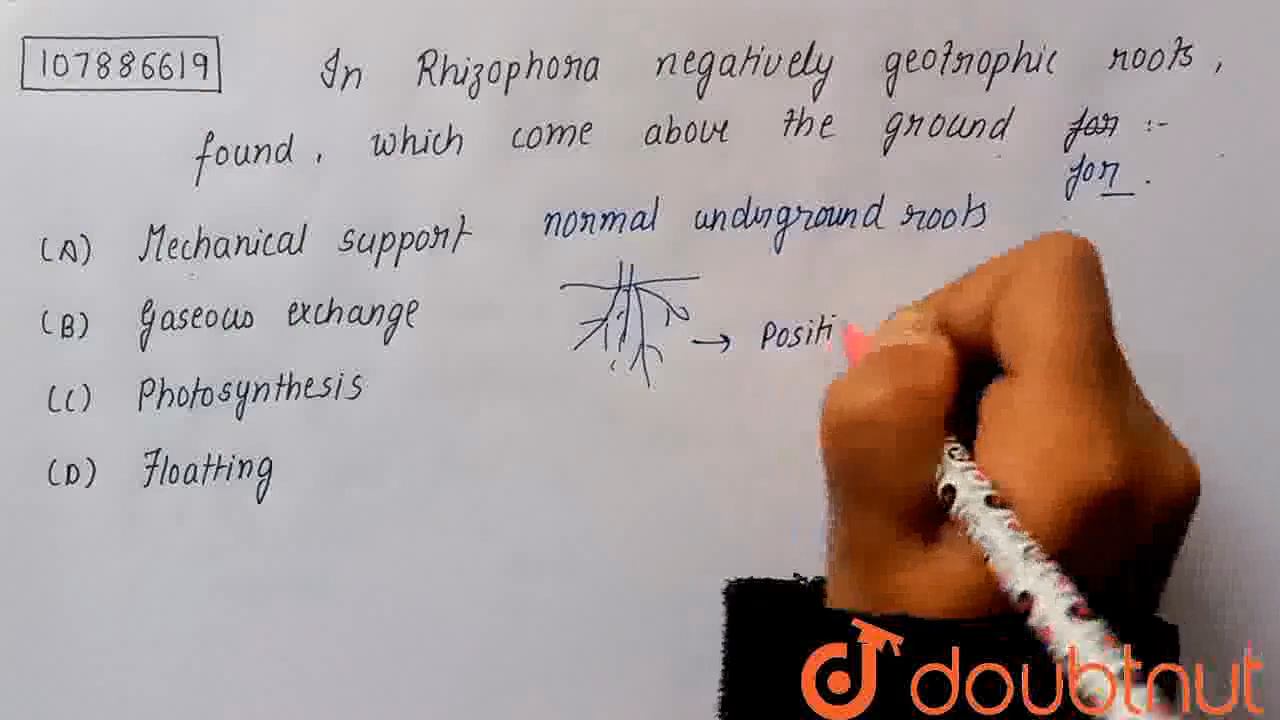 107886619 In Rhizophora negatively geotrophic roots,
found, which come above the ground for :-
for .
(A) Mechanical support normal underground roots
(B) Gaseous exchange
→ Positi
(C) Photosynthesis
(D) Floatting
doubtnut